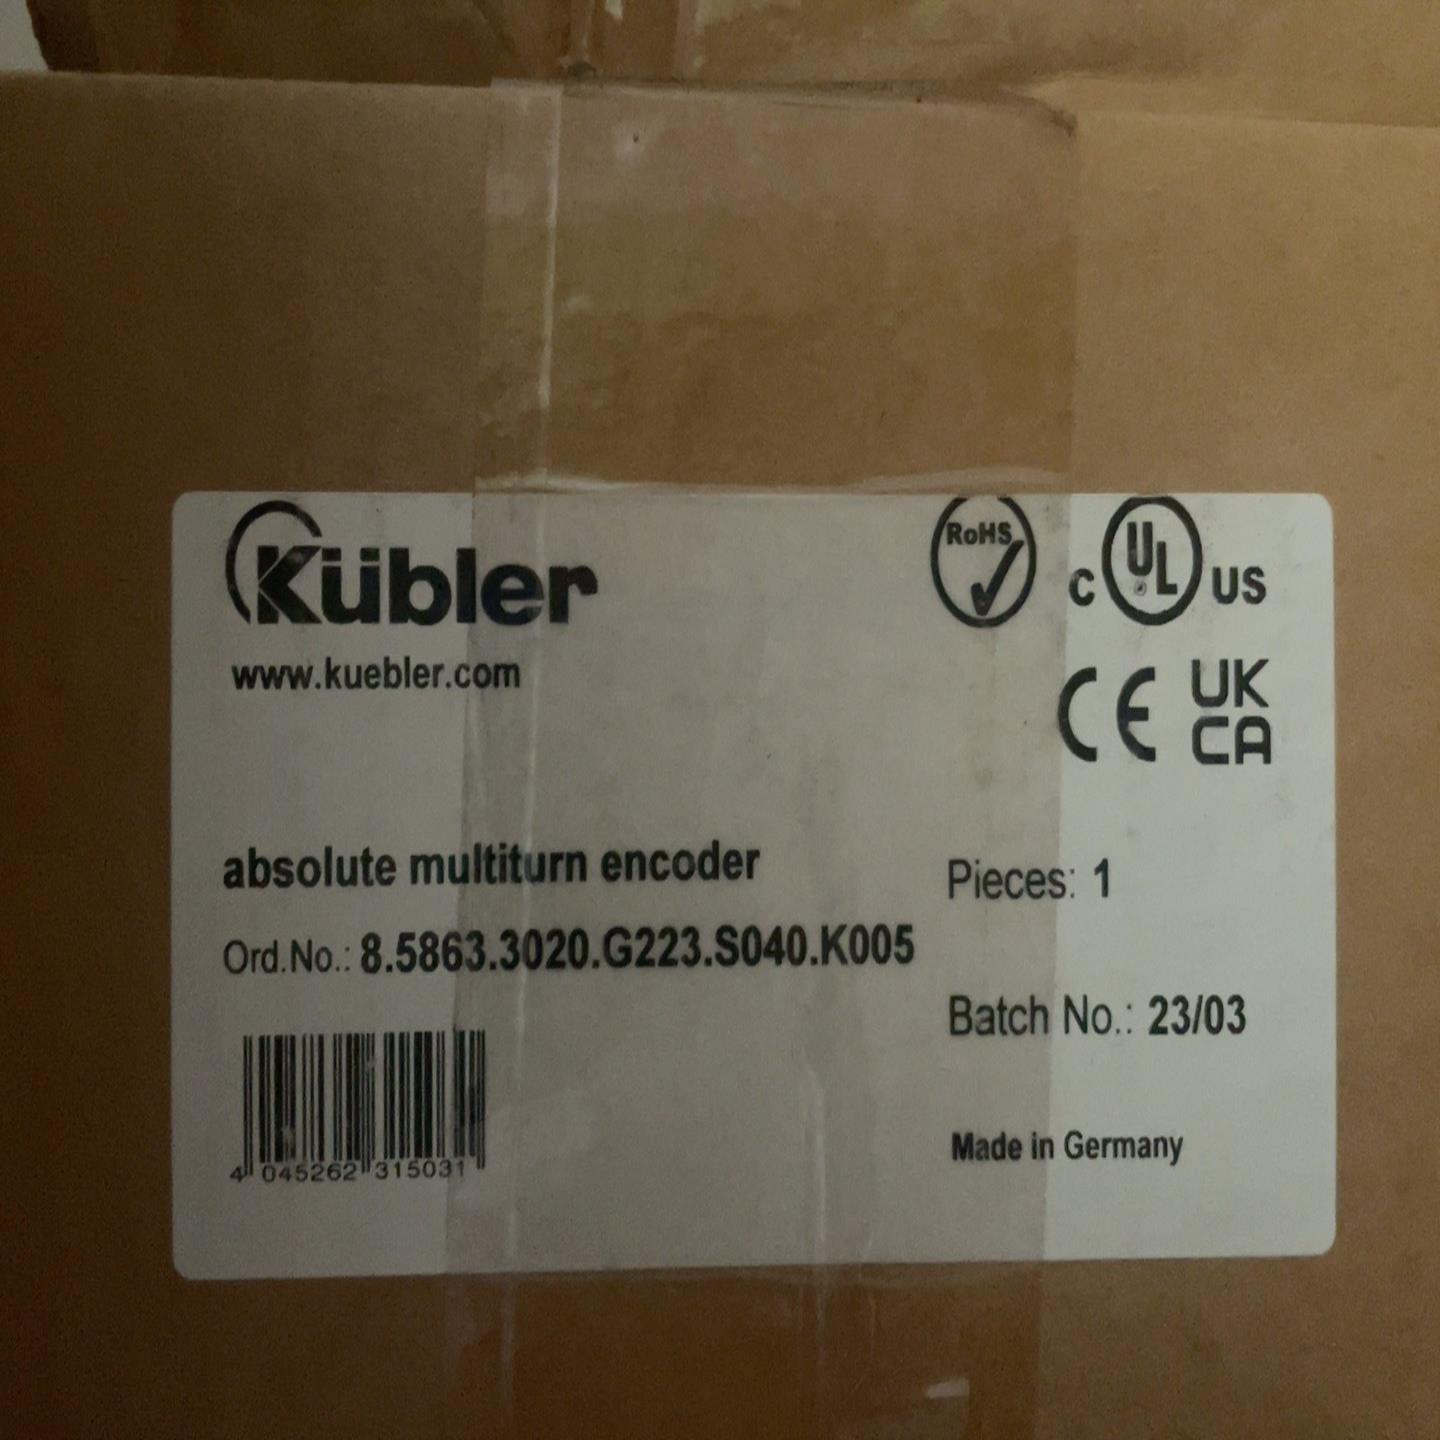 Kübler
www.kuebler.com
RoHS
c UL US
CE
UK
CA
absolute multiturn encoder
Ord.No.: 8.5863.3020.G223.S040.K005
Pieces: 1
Batch No.: 23/03
Made in Germany
4 045262 315031